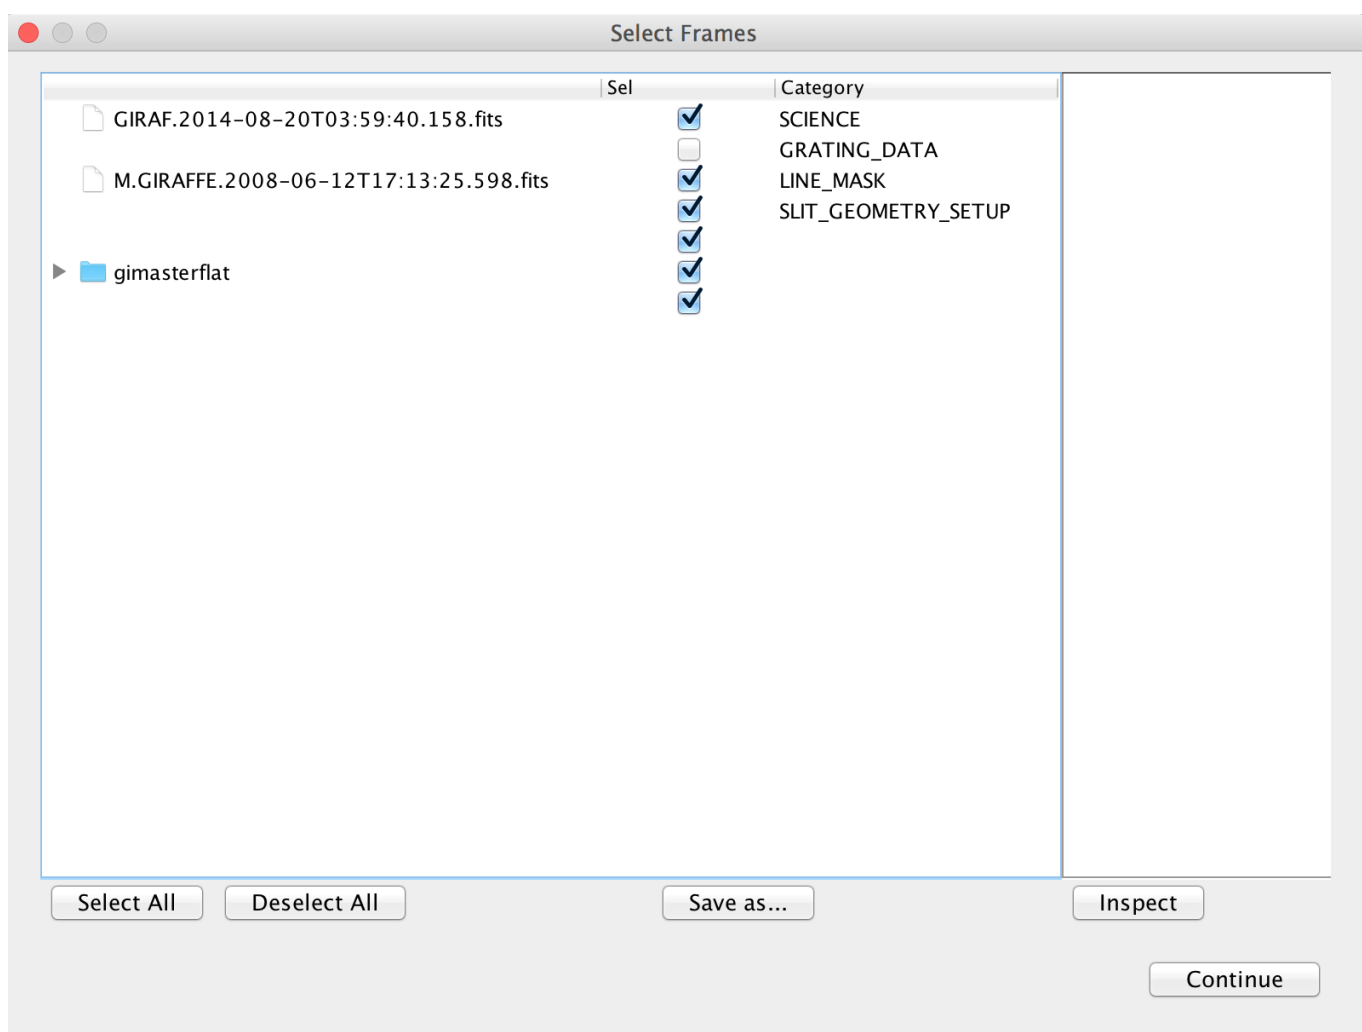 Select Frames
Sel Category
GIRAF.2014-08-20T03:59:40.158.fits SCIENCE
GRATING_DATA
M.GIRAFFE.2008-06-12T17:13:25.598.fits LINE_MASK
SLIT_GEOMETRY_SETUP
gimasterflat
Select All Deselect All Save as... Inspect
Continue